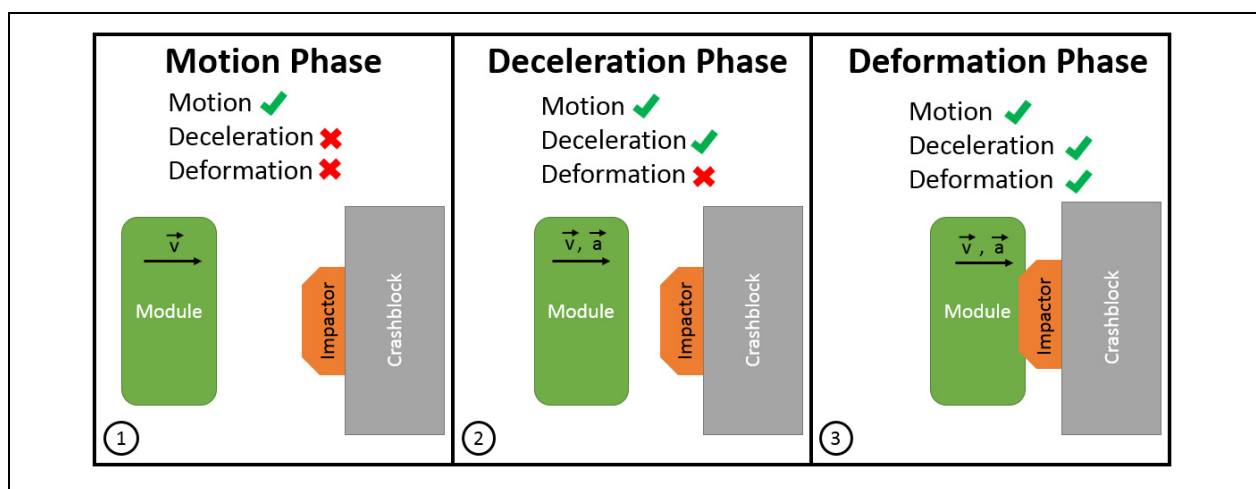 Motion Phase
Motion ✔
Deceleration ✖
Deformation ✖
v
Module
Impactor
Crashblock
1
Deceleration Phase
Motion ✔
Deceleration ✔
Deformation ✖
v, a
Module
Impactor
Crashblock
2
Deformation Phase
Motion ✔
Deceleration ✔
Deformation ✔
v, a
Module
Impactor
Crashblock
3